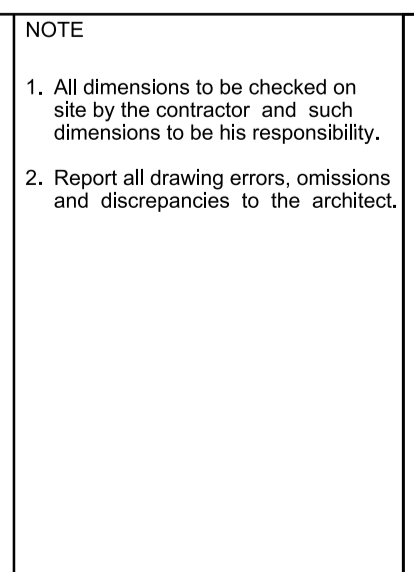 NOTE
1. All dimensions to be checked on
site by the contractor and such
dimensions to be his responsibility.
2. Report all drawing errors, omissions
and discrepancies to the architect.